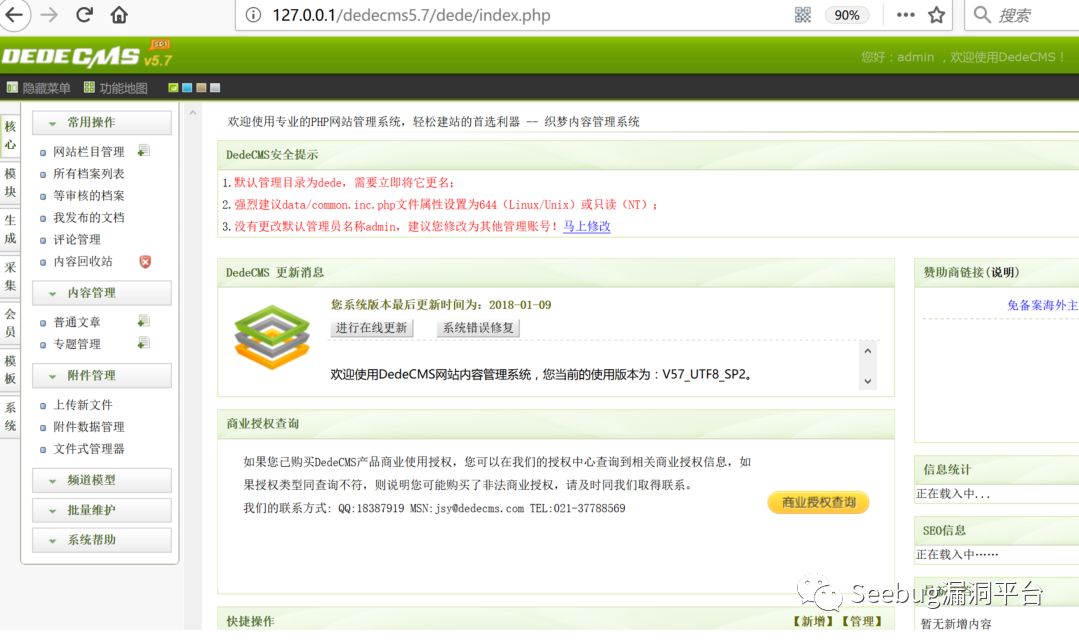 127.0.0.1/dedecms5.7/dede/index.php
90%
搜索
DEDECMS v5.7 SP1
您好：admin ，欢迎使用DedeCMS！
隐藏菜单 功能地图
核心
模块
生成
采集
会员
模板
系统
常用操作
网站栏目管理
所有档案列表
等审核的档案
我发布的文档
评论管理
内容回收站
内容管理
普通文章
专题管理
附件管理
上传新文件
附件数据管理
文件式管理器
频道模型
批量维护
系统帮助
欢迎使用专业的PHP网站管理系统，轻松建站的首选利器 -- 织梦内容管理系统
DedeCMS安全提示
1.默认管理目录为dede，需要立即将它更名；
2.强烈建议data/common.inc.php文件属性设置为644（Linux/Unix）或只读（NT）；
3.没有更改默认管理员名称admin，建议您修改为其他管理账号！马上修改
DedeCMS 更新消息
您系统版本最后更新时间为：2018-01-09
进行在线更新 系统错误修复
欢迎使用DedeCMS网站内容管理系统，您当前的使用版本为：V57_UTF8_SP2。
商业授权查询
如果您已购买DedeCMS产品商业使用授权，您可以在我们的授权中心查询到相关商业授权信息，如
果授权类型同查询不符，则说明您可能购买了非法商业授权，请及时同我们取得联系。
我们的联系方式: QQ:18387919 MSN:jsy@dedecms.com TEL:021-37788569
商业授权查询
快捷操作
【新增】【管理】
赞助商链接(说明)
免备案海外主
信息统计
正在载入中...
SEO信息
正在载入中……
Seebug漏洞平台
暂无新增内容